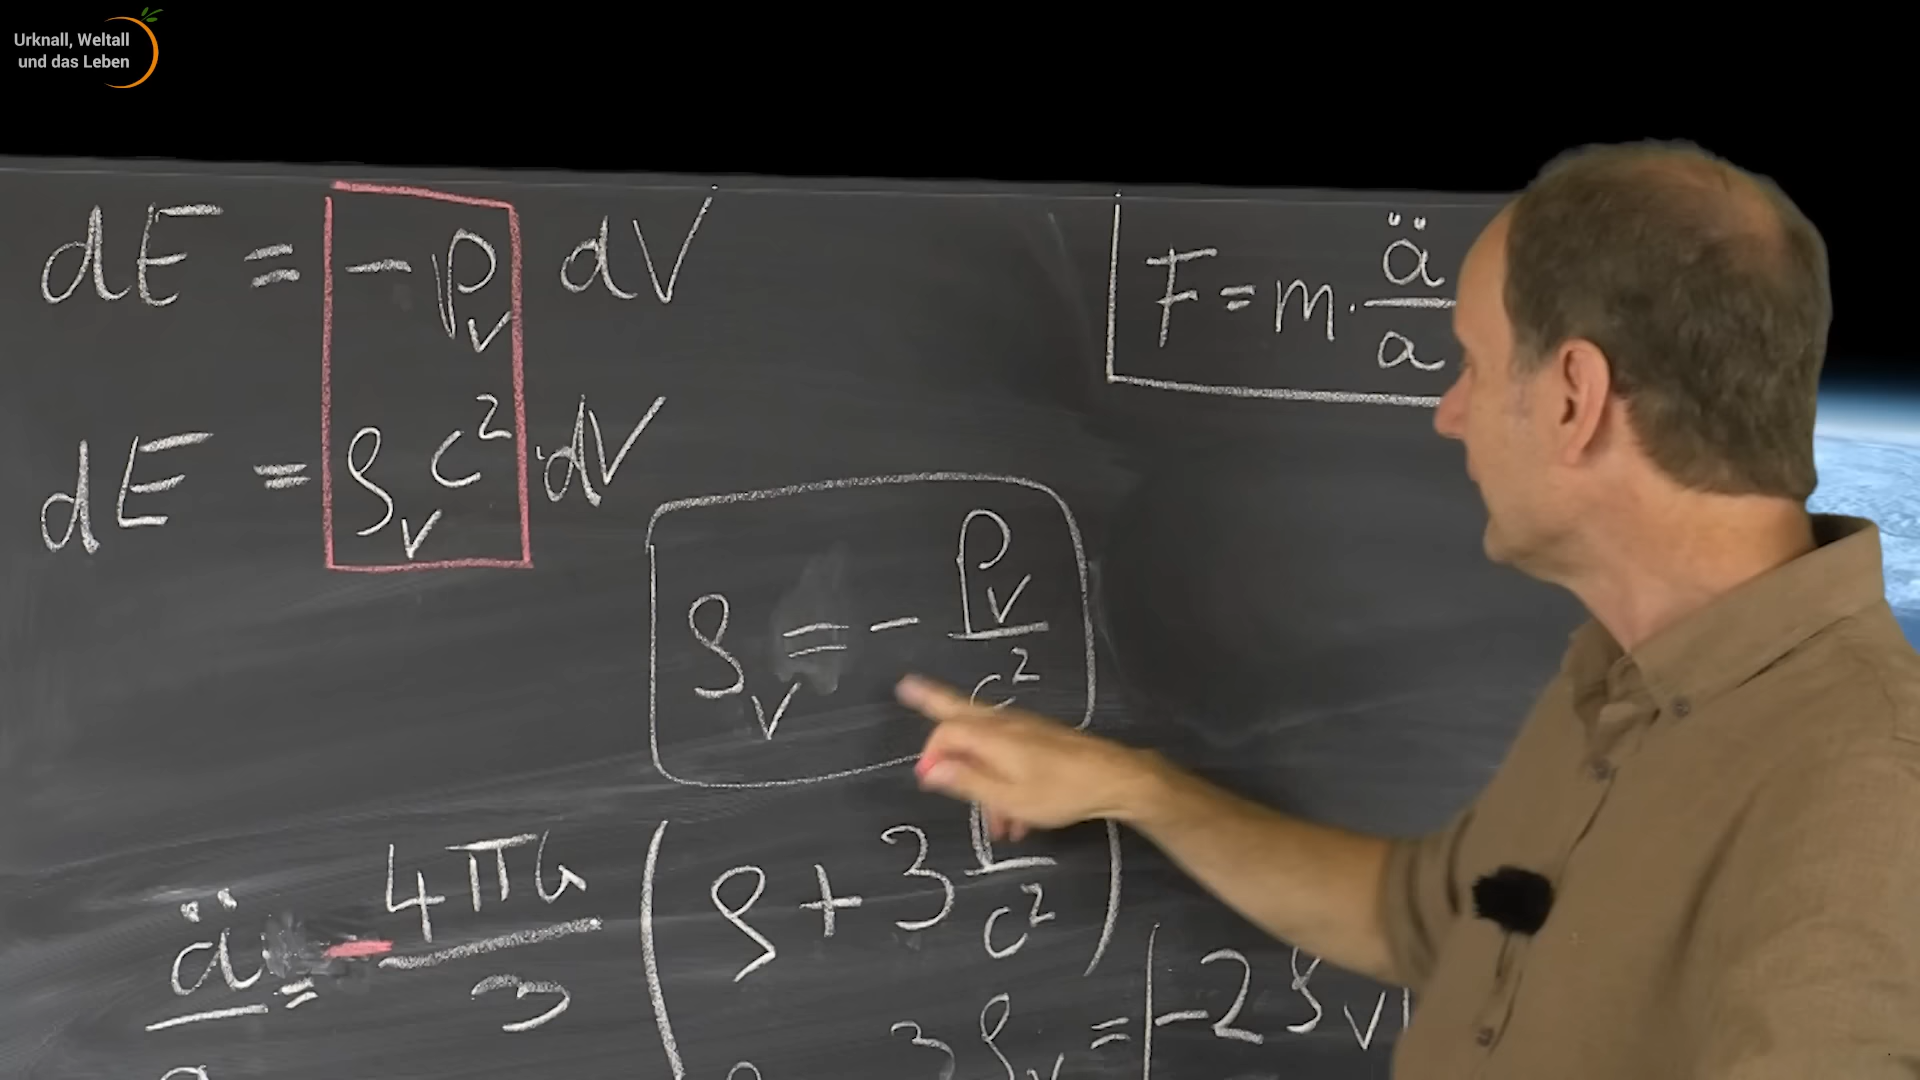 Urknall, Weltall
und das Leben
dE = -p_v dV
F = m · ä/a
dE = ρ_v c² · dV
ρ_v = - p_v/c²
ä/a = - 4πG/3 (ρ + 3 p/c²)
3ρ_v = -2ρ_v